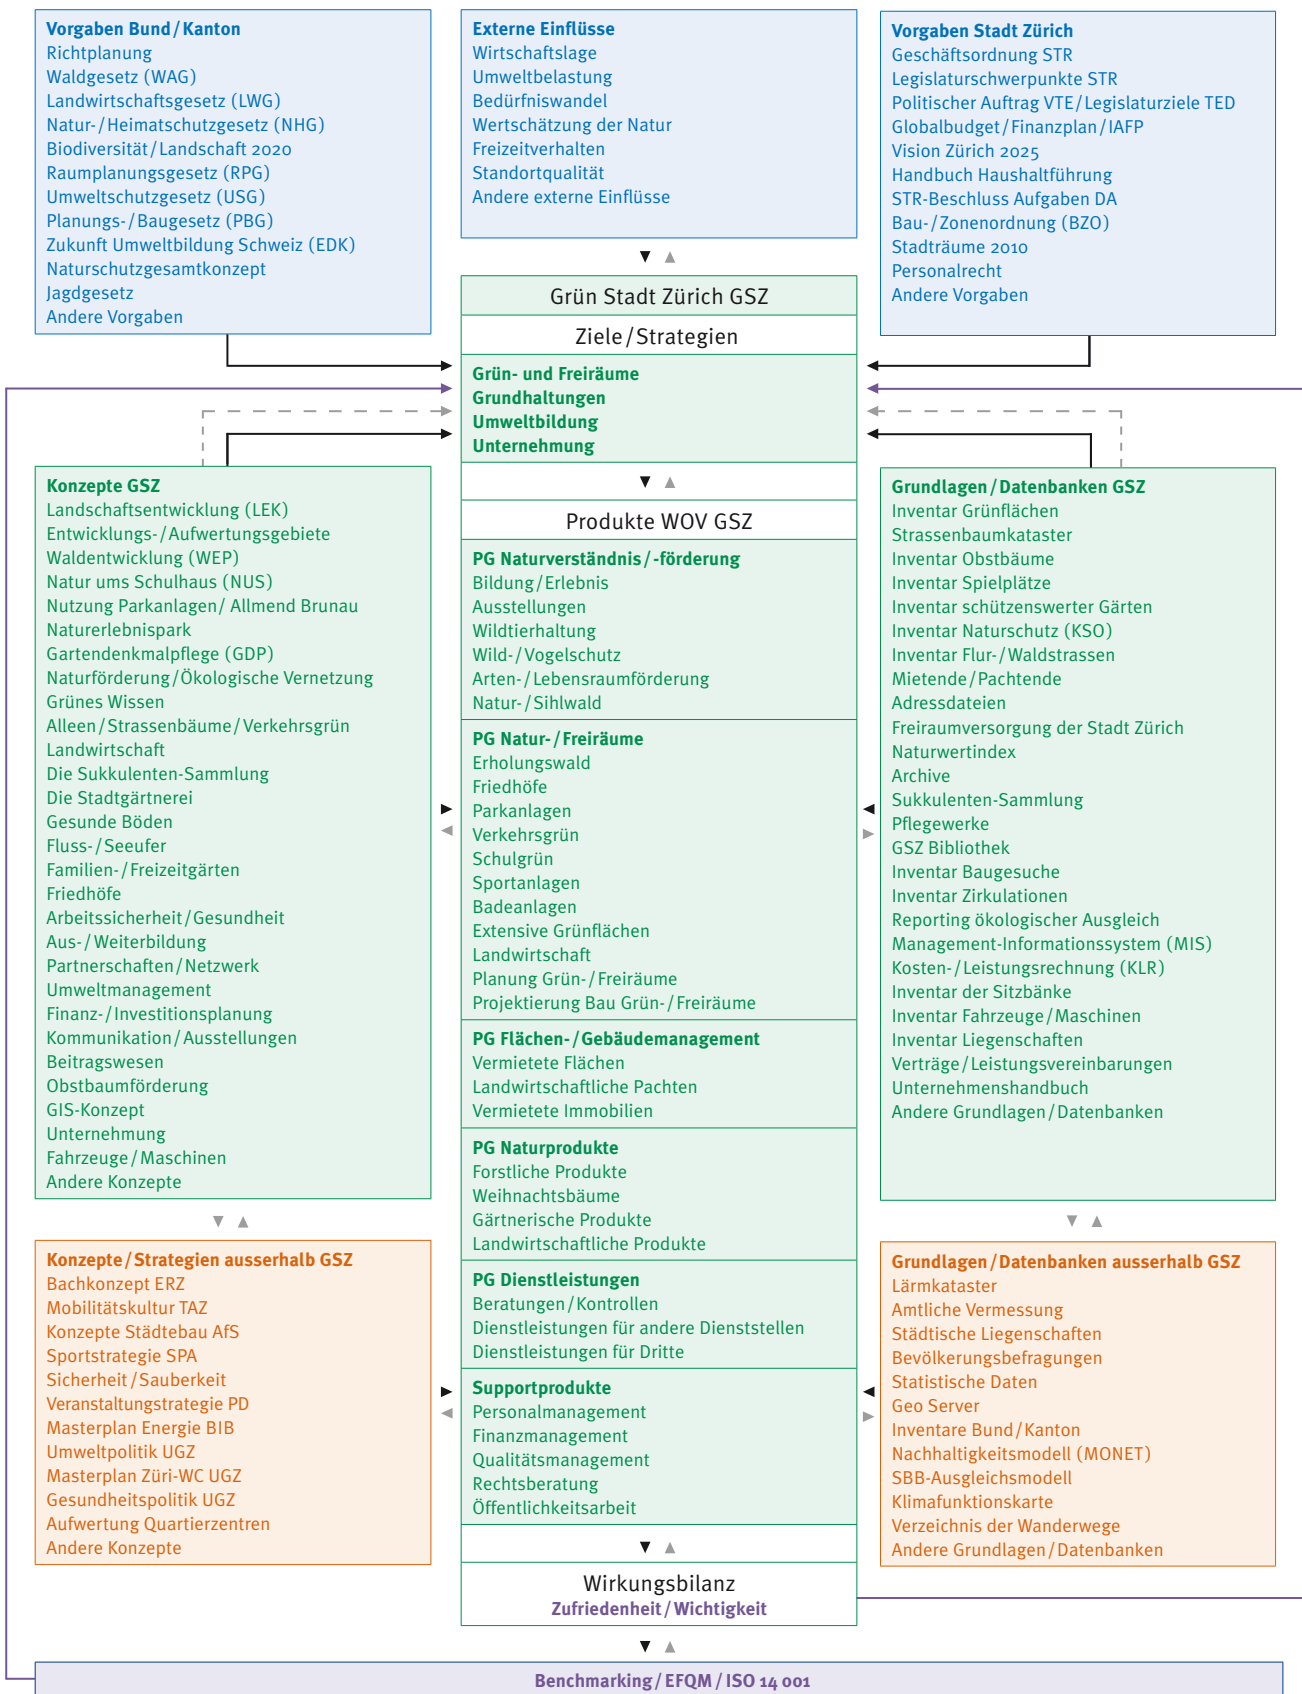 Vorgaben Bund/Kanton
Richtplanung
Waldgesetz (WAG)
Landwirtschaftsgesetz (LWG)
Natur-/Heimatschutzgesetz (NHG)
Biodiversität/Landschaft 2020
Raumplanungsgesetz (RPG)
Umweltschutzgesetz (USG)
Planungs-/Baugesetz (PBG)
Zukunft Umweltbildung Schweiz (EDK)
Naturschutzgesamtkonzept
Jagdgesetz
Andere Vorgaben
Externe Einflüsse
Wirtschaftslage
Umweltbelastung
Bedürfniswandel
Wertschätzung der Natur
Freizeitverhalten
Standortqualität
Andere externe Einflüsse
Vorgaben Stadt Zürich
Geschäftsordnung STR
Legislaturschwerpunkte STR
Politischer Auftrag VTE/Legislaturziele TED
Globalbudget/Finanzplan/IAFP
Vision Zürich 2025
Handbuch Haushaltführung
STR-Beschluss Aufgaben DA
Bau-/Zonenordnung (BZO)
Stadträume 2010
Personalrecht
Andere Vorgaben
Grün Stadt Zürich GSZ
Ziele/Strategien
Grün- und Freiräume
Grundhaltungen
Umweltbildung
Unternehmung
Konzepte GSZ
Landschaftsentwicklung (LEK)
Entwicklungs-/Aufwertungsgebiete
Waldentwicklung (WEP)
Natur ums Schulhaus (NUS)
Nutzung Parkanlagen/ Allmend Brunau
Naturerlebnispark
Gartendenkmalpflege (GDP)
Naturförderung/Ökologische Vernetzung
Grünes Wissen
Alleen/Strassenbäume/Verkehrsgrün
Landwirtschaft
Die Sukkulenten-Sammlung
Die Stadtgärtnerei
Gesunde Böden
Fluss-/Seeufer
Familien-/Freizeitgärten
Friedhöfe
Arbeitssicherheit/Gesundheit
Aus-/Weiterbildung
Partnerschaften/Netzwerk
Umweltmanagement
Finanz-/Investitionsplanung
Kommunikation/Ausstellungen
Beitragswesen
Obstbaumförderung
GIS-Konzept
Unternehmung
Fahrzeuge/Maschinen
Andere Konzepte
Produkte WOV GSZ
PG Naturverständnis/-förderung
Bildung/Erlebnis
Ausstellungen
Wildtierhaltung
Wild-/Vogelschutz
Arten-/Lebensraumförderung
Natur-/Sihlwald
PG Natur-/Freiräume
Erholungswald
Friedhöfe
Parkanlagen
Verkehrsgrün
Schulgrün
Sportanlagen
Badeanlagen
Extensive Grünflächen
Landwirtschaft
Planung Grün-/Freiräume
Projektierung Bau Grün-/Freiräume
PG Flächen-/Gebäudemanagement
Vermietete Flächen
Landwirtschaftliche Pachten
Vermietete Immobilien
PG Naturprodukte
Forstliche Produkte
Weihnachtsbäume
Gärtnerische Produkte
Landwirtschaftliche Produkte
PG Dienstleistungen
Beratungen/Kontrollen
Dienstleistungen für andere Dienststellen
Dienstleistungen für Dritte
Supportprodukte
Personalmanagement
Finanzmanagement
Qualitätsmanagement
Rechtsberatung
Öffentlichkeitsarbeit
Grundlagen/Datenbanken GSZ
Inventar Grünflächen
Strassenbaumkataster
Inventar Obstbäume
Inventar Spielplätze
Inventar schützenswerter Gärten
Inventar Naturschutz (KSO)
Inventar Flur-/Waldstrassen
Mietende/Pachtende
Adressdateien
Freiraumversorgung der Stadt Zürich
Naturwertindex
Archive
Sukkulenten-Sammlung
Pflegewerke
GSZ Bibliothek
Inventar Baugesuche
Inventar Zirkulationen
Reporting ökologischer Ausgleich
Management-Informationssystem (MIS)
Kosten-/Leistungsrechnung (KLR)
Inventar der Sitzbänke
Inventar Fahrzeuge/Maschinen
Inventar Liegenschaften
Verträge/Leistungsvereinbarungen
Unternehmenshandbuch
Andere Grundlagen/Datenbanken
Konzepte/Strategien ausserhalb GSZ
Bachkonzept ERZ
Mobilitätskultur TAZ
Konzepte Städtebau AfS
Sportstrategie SPA
Sicherheit/Sauberkeit
Veranstaltungstrategie PD
Masterplan Energie BIB
Umweltpolitik UGZ
Masterplan Züri-WC UGZ
Gesundheitspolitik UGZ
Aufwertung Quartierzentren
Andere Konzepte
Grundlagen/Datenbanken ausserhalb GSZ
Lärmkataster
Amtliche Vermessung
Städtische Liegenschaften
Bevölkerungsbefragungen
Statistische Daten
Geo Server
Inventare Bund/Kanton
Nachhaltigkeitsmodell (MONET)
SBB-Ausgleichsmodell
Klimafunktionskarte
Verzeichnis der Wanderwege
Andere Grundlagen/Datenbanken
Wirkungsbilanz
Zufriedenheit/Wichtigkeit
Benchmarking/EFQM/ISO 14 001